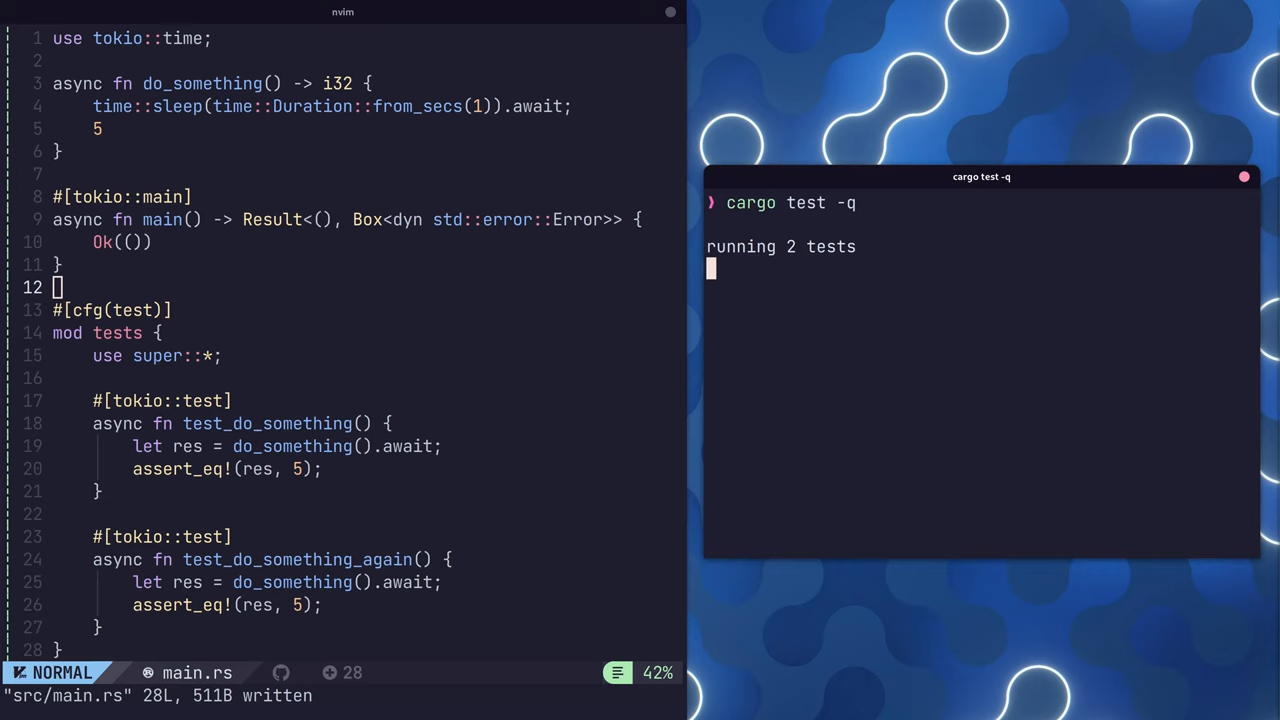 nvim
1 use tokio::time;
2
3 async fn do_something() -> i32 {
4     time::sleep(time::Duration::from_secs(1)).await;
5     5
6 }
7
8 #[tokio::main]
9 async fn main() -> Result<(), Box<dyn std::error::Error>> {
10     Ok(())
11 }
12
13 #[cfg(test)]
14 mod tests {
15     use super::*;
16
17     #[tokio::test]
18     async fn test_do_something() {
19         let res = do_something().await;
20         assert_eq!(res, 5);
21     }
22
23     #[tokio::test]
24     async fn test_do_something_again() {
25         let res = do_something().await;
26         assert_eq!(res, 5);
27     }
28 }
NORMAL main.rs 28 42%
"src/main.rs" 28L, 511B written
cargo test -q
❱ cargo test -q
running 2 tests